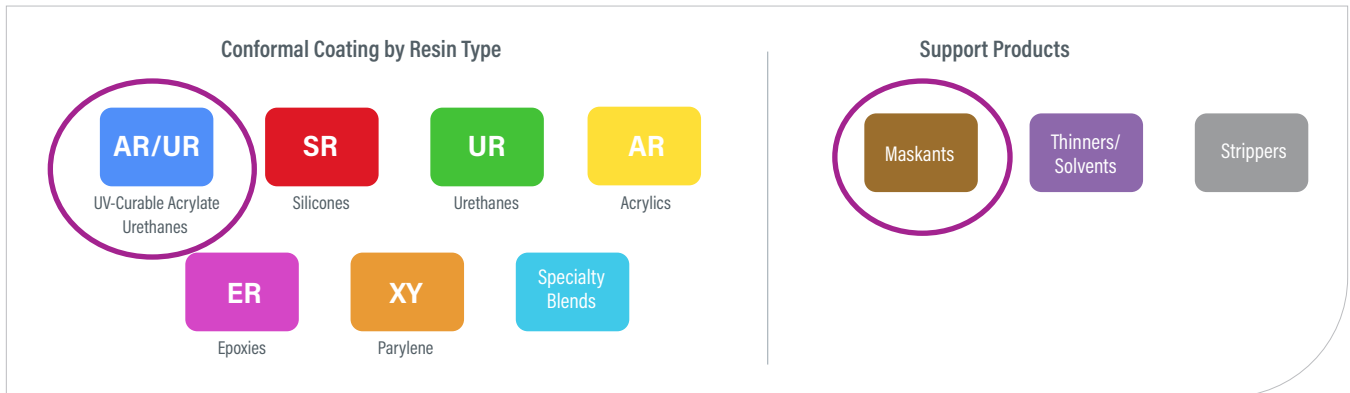 Conformal Coating by Resin Type
AR/UR
UV-Curable Acrylate
Urethanes
SR
Silicones
UR
Urethanes
AR
Acrylics
ER
Epoxies
XY
Parylene
Specialty
Blends
Support Products
Maskants
Thinners/
Solvents
Strippers